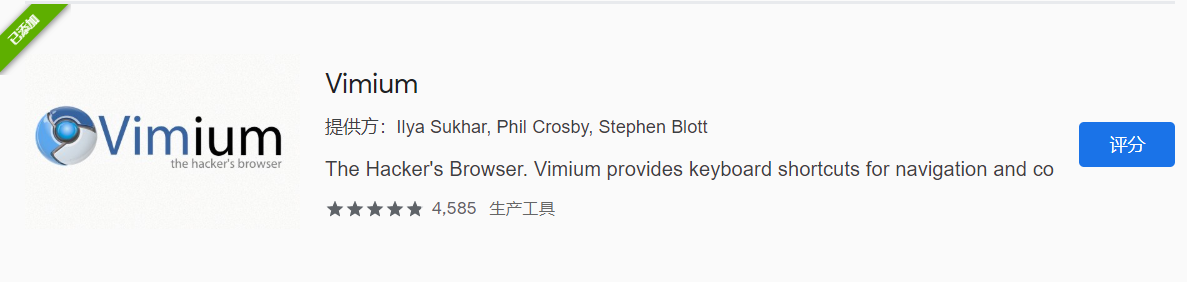 已添加
Vimium
the hacker's browser
Vimium
提供方：Ilya Sukhar, Phil Crosby, Stephen Blott
The Hacker's Browser. Vimium provides keyboard shortcuts for navigation and co
4,585 生产工具
评分